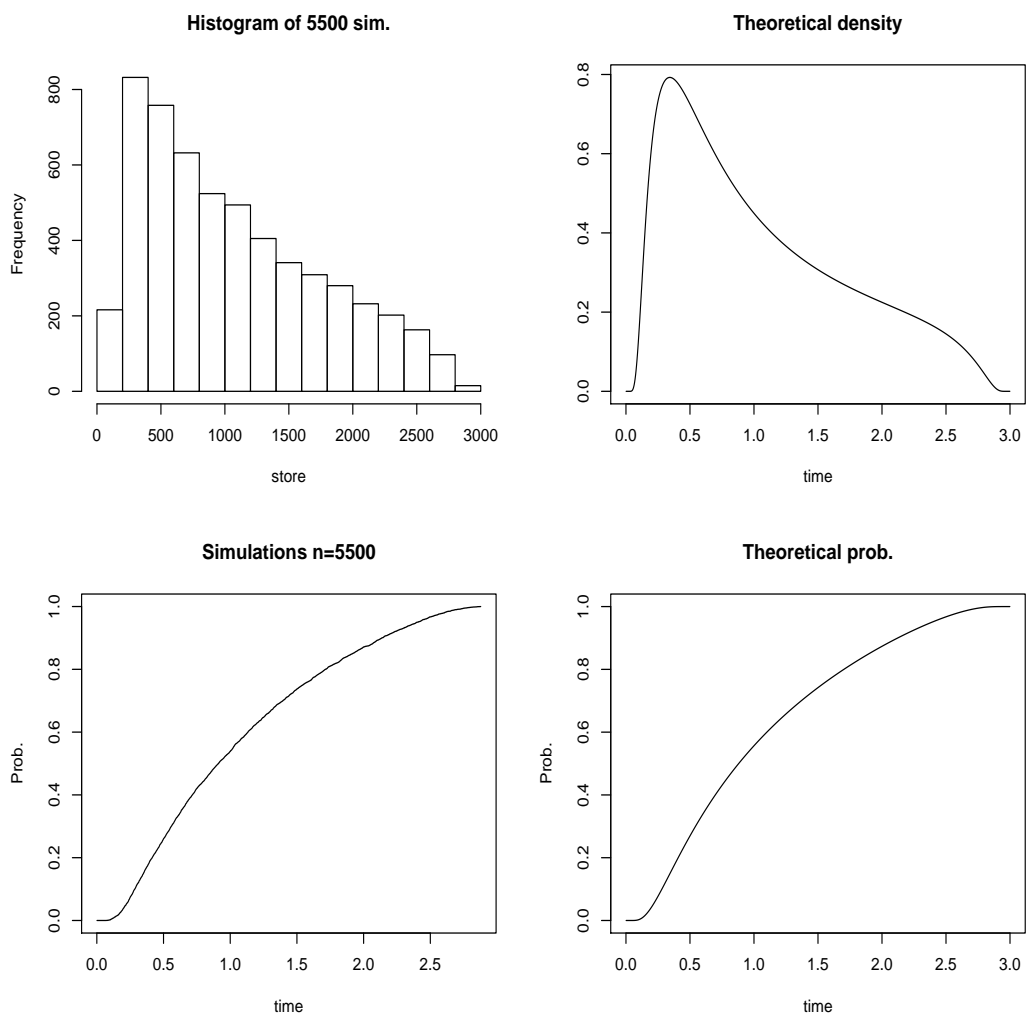 Histogram of 5500 sim.
Frequency
0 200 400 600 800
0 500 1000 1500 2000 2500 3000
store
Theoretical density
0.0 0.2 0.4 0.6 0.8
0.0 0.5 1.0 1.5 2.0 2.5 3.0
time
Simulations n=5500
Prob.
0.0 0.2 0.4 0.6 0.8 1.0
0.0 0.5 1.0 1.5 2.0 2.5
time
Theoretical prob.
Prob.
0.0 0.2 0.4 0.6 0.8 1.0
0.0 0.5 1.0 1.5 2.0 2.5 3.0
time